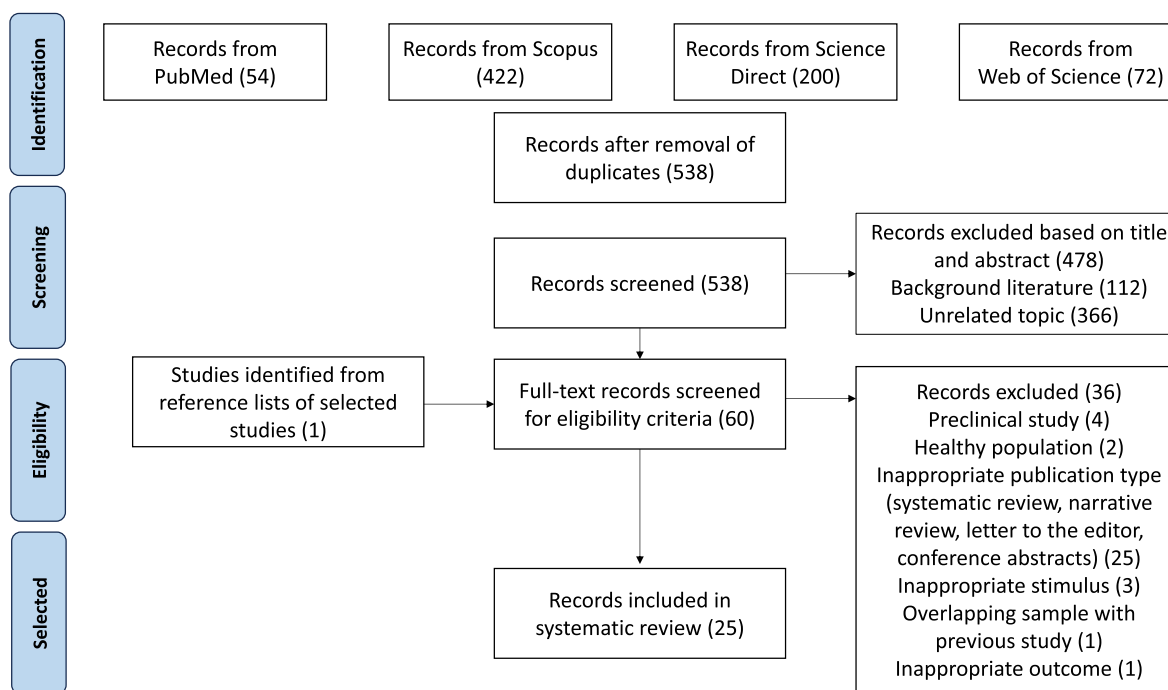 Identification
Records from
PubMed (54)
Records from Scopus
(422)
Records from Science
Direct (200)
Records from
Web of Science (72)
Records after removal of
duplicates (538)
Screening
Records screened (538)
Records excluded based on title
and abstract (478)
Background literature (112)
Unrelated topic (366)
Eligibility
Studies identified from
reference lists of selected
studies (1)
Full-text records screened
for eligibility criteria (60)
Records excluded (36)
Preclinical study (4)
Healthy population (2)
Inappropriate publication type
(systematic review, narrative
review, letter to the editor,
conference abstracts) (25)
Inappropriate stimulus (3)
Overlapping sample with
previous study (1)
Inappropriate outcome (1)
Selected
Records included in
systematic review (25)